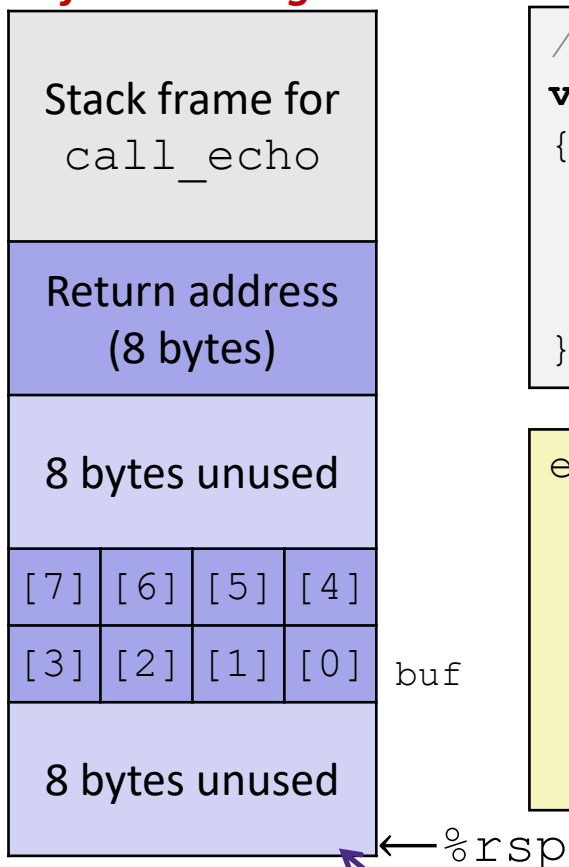 Stack frame for
call_echo
/
v
{
Return address
(8 bytes)
}
8 bytes unused
e
[7] [6] [5] [4]
[3] [2] [1] [0] buf
8 bytes unused
←%rsp